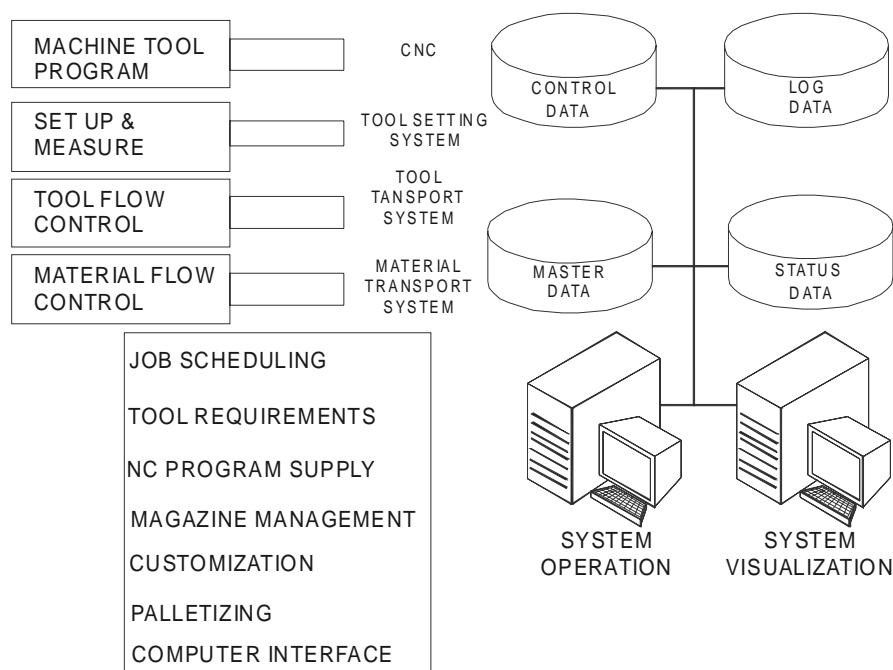 MACHINE TOOL
PROGRAM
CNC
SET UP &
MEASURE
TOOL SETTING
SYSTEM
TOOL FLOW
CONTROL
TOOL
TANSPORT
SYSTEM
MATERIAL FLOW
CONTROL
MATERIAL
TRANSPORT
SYSTEM
CONTROL
DATA
LOG
DATA
MASTER
DATA
STATUS
DATA
JOB SCHEDULING
TOOL REQUIREMENTS
NC PROGRAM SUPPLY
MAGAZINE MANAGEMENT
CUSTOMIZATION
PALLETIZING
COMPUTER INTERFACE
SYSTEM
OPERATION
SYSTEM
VISUALIZATION